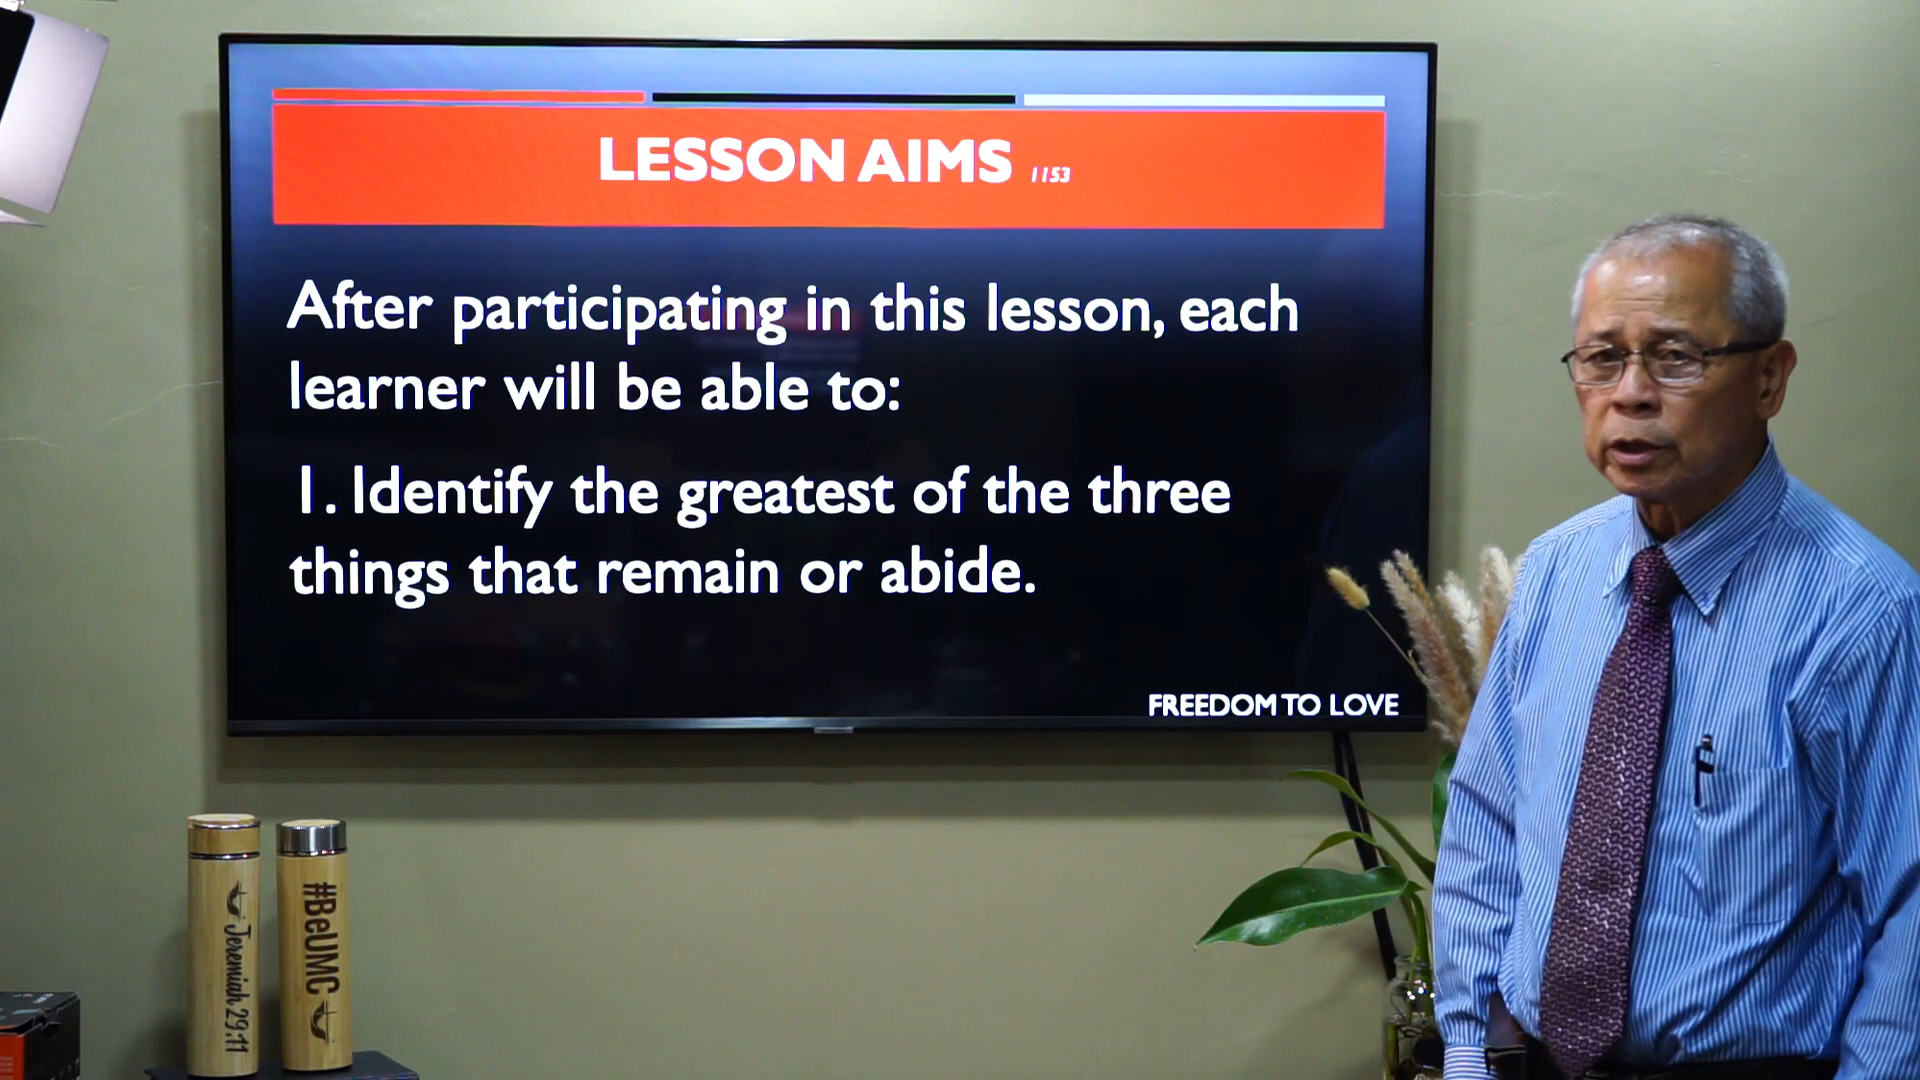 LESSON AIMS 1153
After participating in this lesson, each
learner will be able to:
1. Identify the greatest of the three
things that remain or abide.
FREEDOM TO LOVE
Jeremiah 29:11
#BeUMC